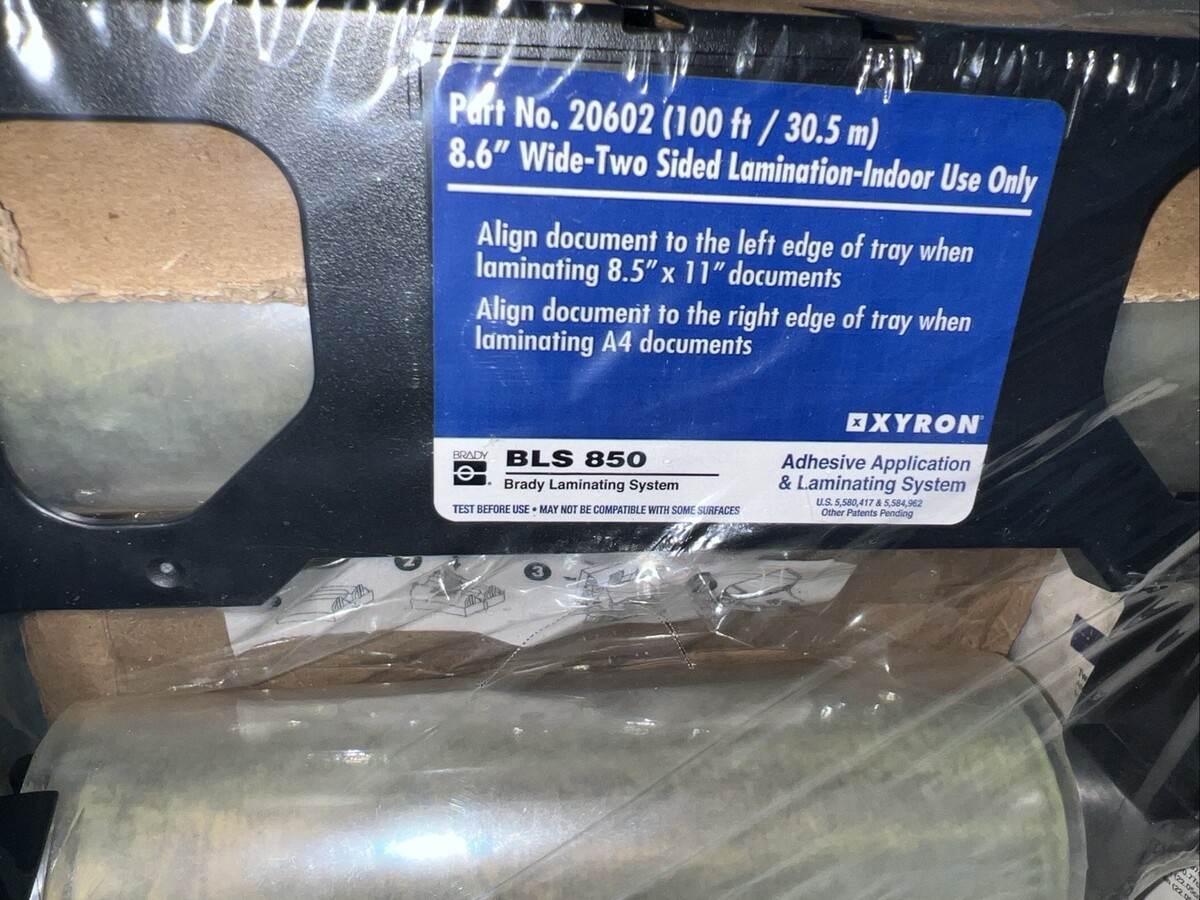 Part No. 20602 (100 ft / 30.5 m)
8.6” Wide-Two Sided Lamination-Indoor Use Only
Align document to the left edge of tray when
laminating 8.5” x 11” documents
Align document to the right edge of tray when
laminating A4 documents
XYRON®
BRADY
BLS 850
Brady Laminating System
Adhesive Application
& Laminating System
U.S. 5,580,417 & 5,584,962
Other Patents Pending
TEST BEFORE USE • MAY NOT BE COMPATIBLE WITH SOME SURFACES
2
3